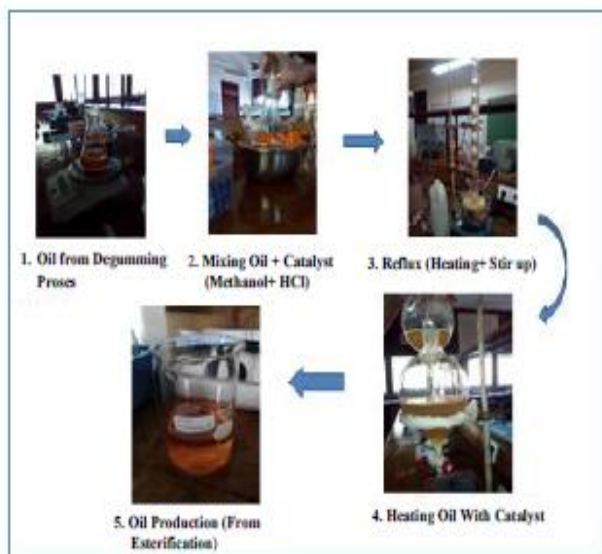 1. Oil from Degumming
Proses
2. Mixing Oil + Catalyst
(Methanol+ HCl)
3. Reflux (Heating+ Stir up)
4. Heating Oil With Catalyst
5. Oil Production (From
Esterification)